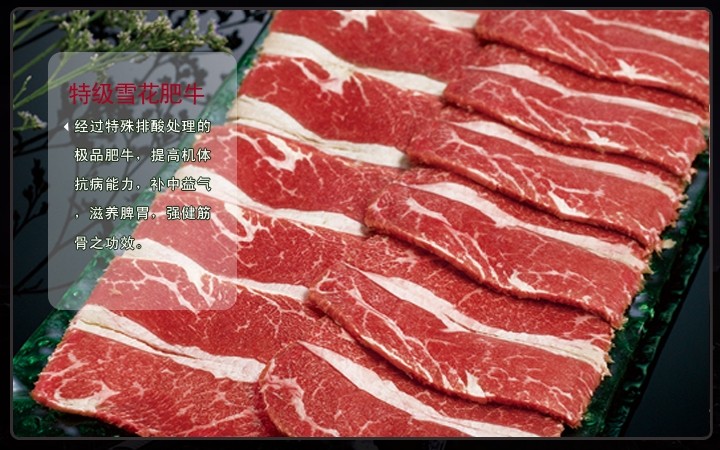 特级雪花肥牛
经过特殊排酸处理的
极品肥牛，提高机体
抗病能力，补中益气
，滋养脾胃，强健筋
骨之功效。